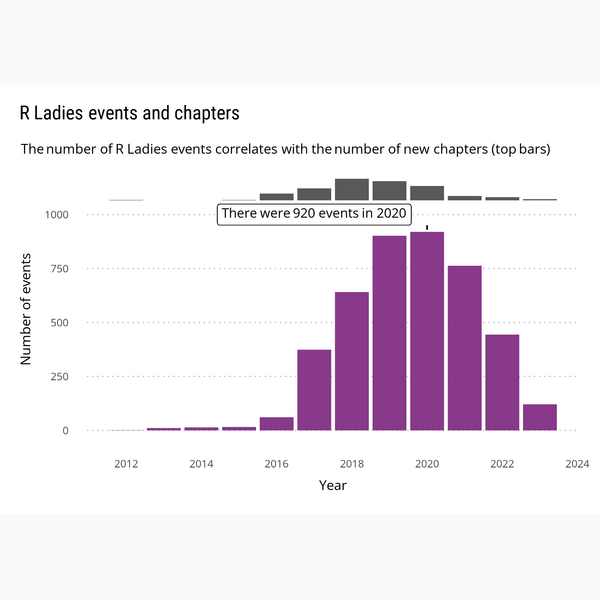 R Ladies events and chapters
The number of R Ladies events correlates with the number of new chapters (top bars)
There were 920 events in 2020
1000
750
500
250
0
Number of events
2012 2014 2016 2018 2020 2022 2024
Year